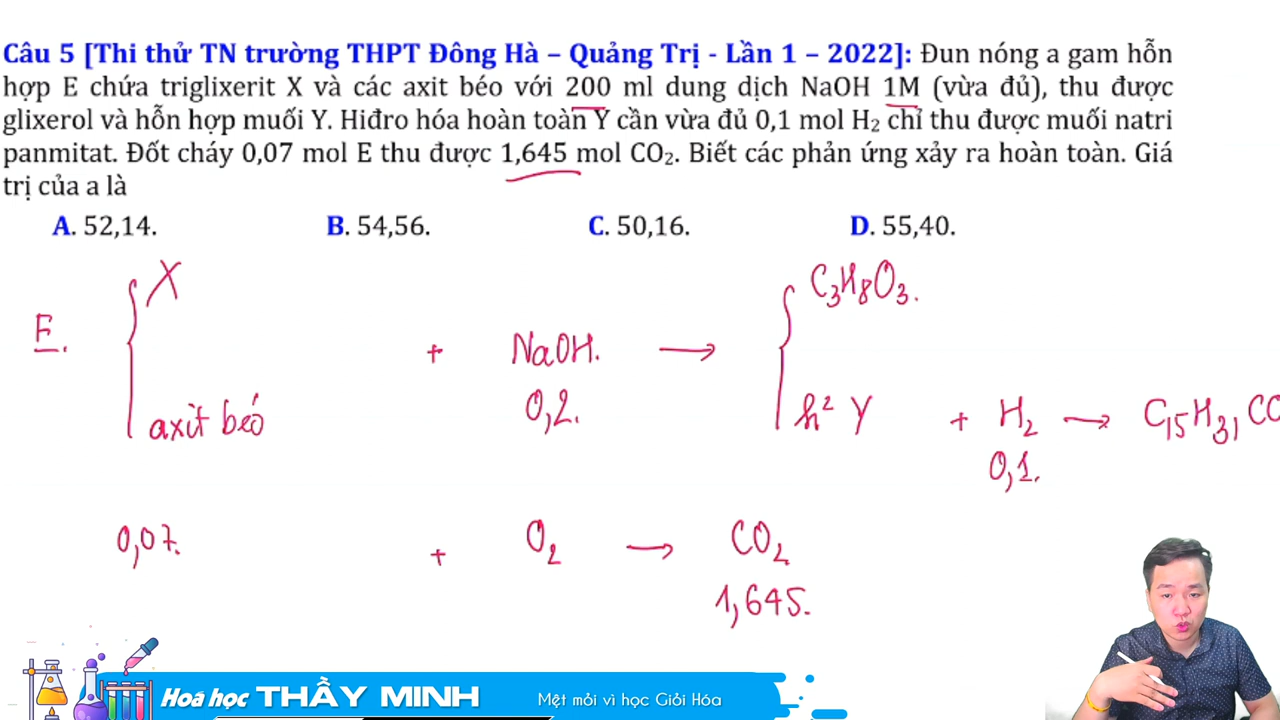 Câu 5 [Thi thử TN trường THPT Đông Hà – Quảng Trị - Lần 1 – 2022]: Đun nóng a gam hỗn
hợp E chứa triglixerit X và các axit béo với 200 ml dung dịch NaOH 1M (vừa đủ), thu được
glixerol và hỗn hợp muối Y. Hiđro hóa hoàn toàn Y cần vừa đủ 0,1 mol H₂ chỉ thu được muối natri
panmitat. Đốt cháy 0,07 mol E thu được 1,645 mol CO₂. Biết các phản ứng xảy ra hoàn toàn. Giá
trị của a là
A. 52,14. B. 54,56. C. 50,16. D. 55,40.
X C₃H₈O₃.
E. + NaOH. →
0,2.
axit béo h² Y + H₂ → C₁₅H₃₁CO
0,1.
0,07. + O₂ → CO₂
1,645.
Hoá học THẦY MINH Mệt mỏi vì học Giỏi Hóa